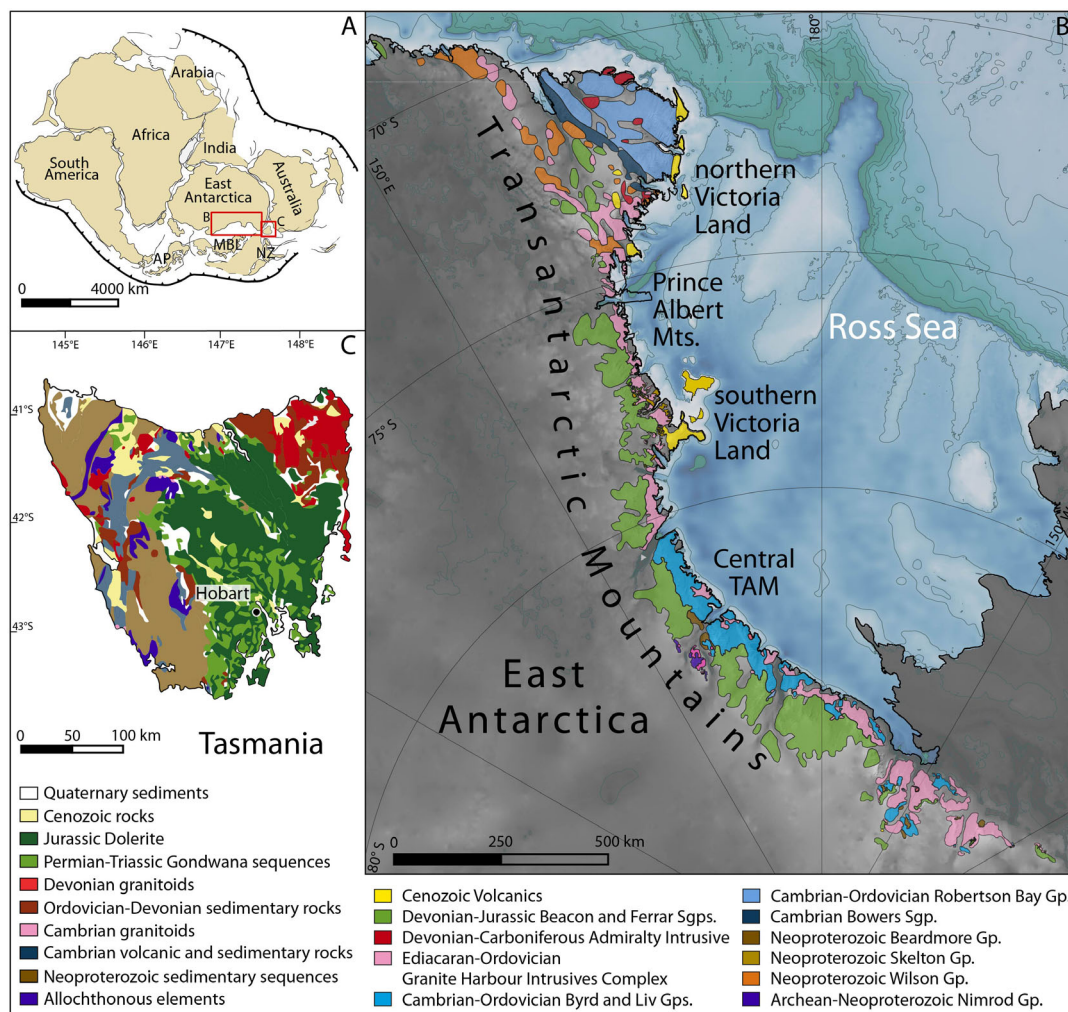 A
Arabia
Africa
India
South
America
East
Antarctica
Australia
B
C
MBL
AP
NZ
0
4000 km
B
180°
70° S
150°E
75° S
80° S
150°
Transantarctic Mountains
northern
Victoria
Land
Prince
Albert
Mts.
Ross Sea
southern
Victoria
Land
Central
TAM
East
Antarctica
0
250
500 km
C
145°E
146°E
147°E
148°E
41°S
42°S
43°S
Hobart
0
50
100 km
Tasmania
Quaternary sediments
Cenozoic rocks
Jurassic Dolerite
Permian-Triassic Gondwana sequences
Devonian granitoids
Ordovician-Devonian sedimentary rocks
Cambrian granitoids
Cambrian volcanic and sedimentary rocks
Neoproterozoic sedimentary sequences
Allochthonous elements
Cenozoic Volcanics
Devonian-Jurassic Beacon and Ferrar Sgps.
Devonian-Carboniferous Admiralty Intrusive
Ediacaran-Ordovician
Granite Harbour Intrusives Complex
Cambrian-Ordovician Byrd and Liv Gps.
Cambrian-Ordovician Robertson Bay Gp.
Cambrian Bowers Sgp.
Neoproterozoic Beardmore Gp.
Neoproterozoic Skelton Gp.
Neoproterozoic Wilson Gp.
Archean-Neoproterozoic Nimrod Gp.